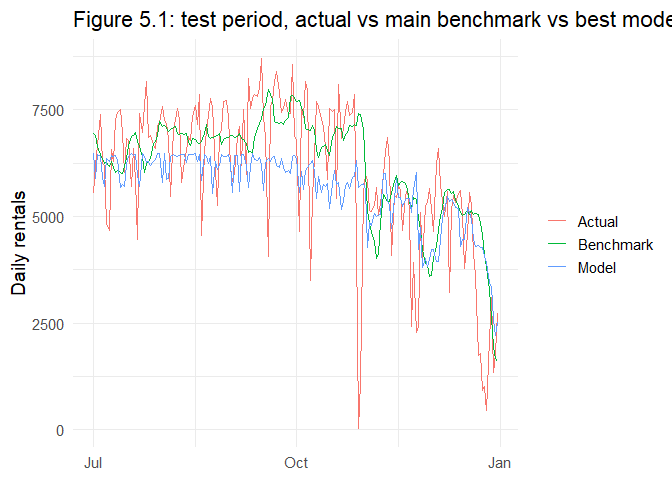 Figure 5.1: test period, actual vs main benchmark vs best mode
Daily rentals
7500
5000
2500
0
Jul
Oct
Jan
Actual
Benchmark
Model